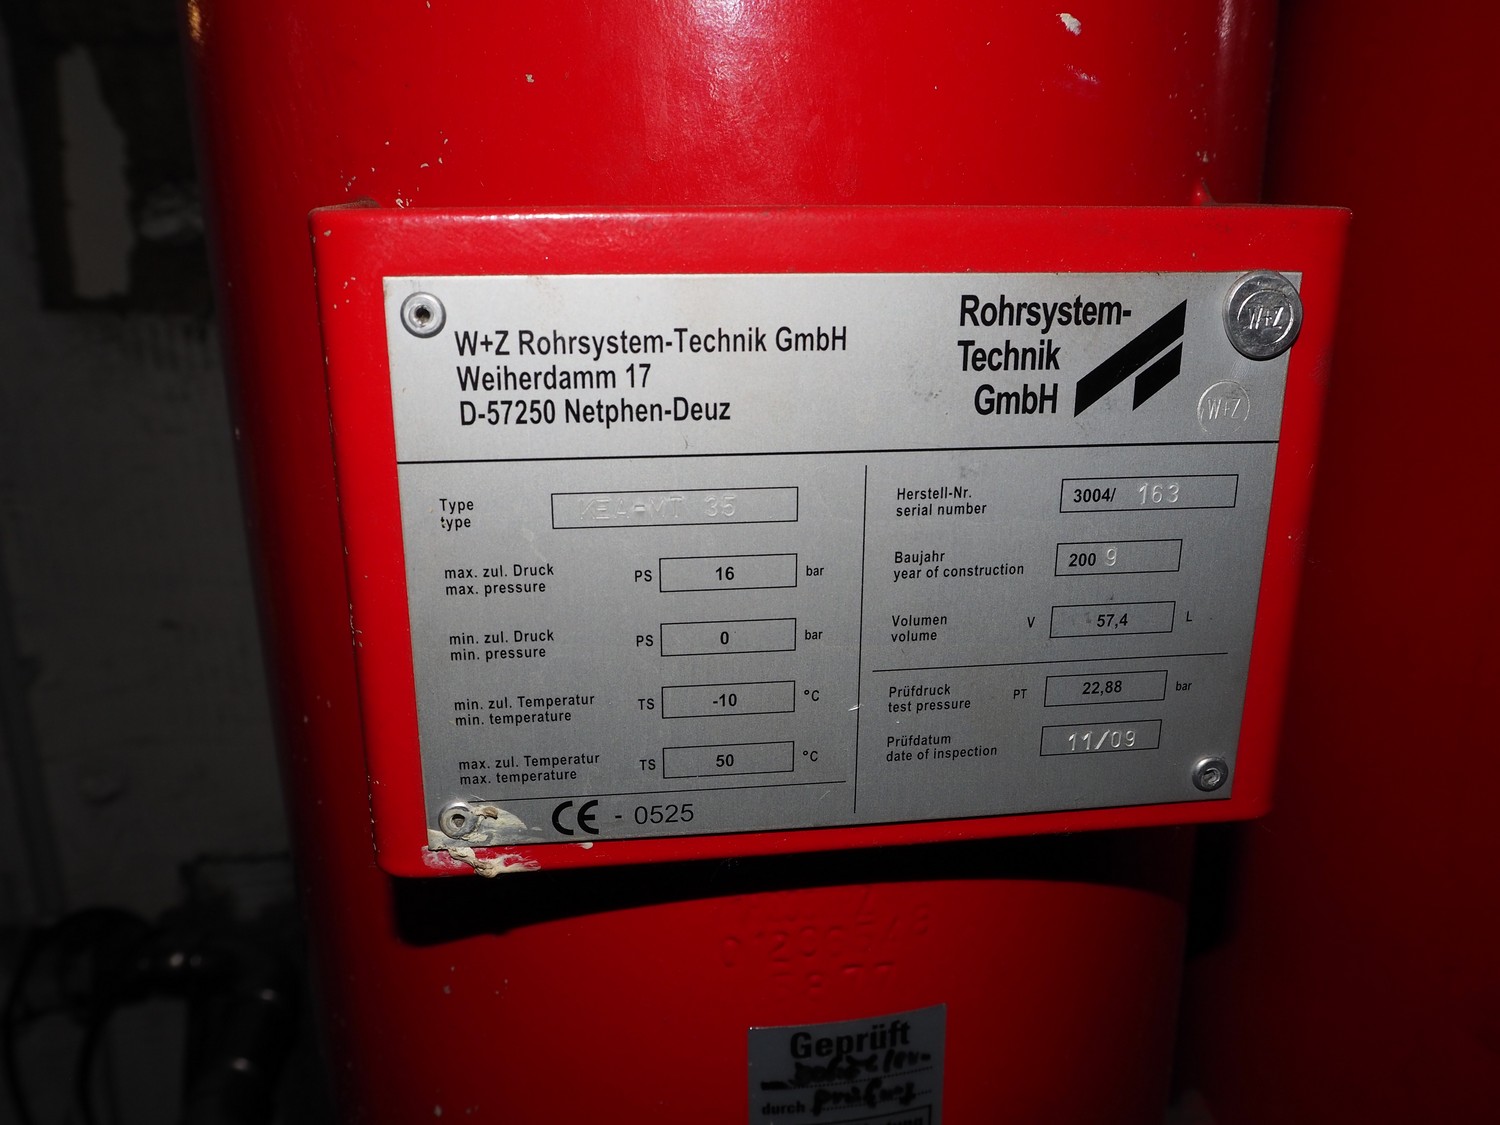 W+Z Rohrsystem-Technik GmbH
Weiherdamm 17
D-57250 Netphen-Deuz
Rohrsystem-
Technik
GmbH
W+Z
W+Z
Type
type
35
max. zul. Druck
max. pressure
PS 16 bar
min. zul. Druck
min. pressure
PS 0 bar
min. zul. Temperatur
min. temperature
TS -10 °C
max. zul. Temperatur
max. temperature
TS 50 °C
CE - 0525
Herstell-Nr.
serial number
3004/ 163
Baujahr
year of construction
2009
Volumen
volume
V 57,4 L
Prüfdruck
test pressure
PT 22,88 bar
Prüfdatum
date of inspection
11/09
Geprüft
durch